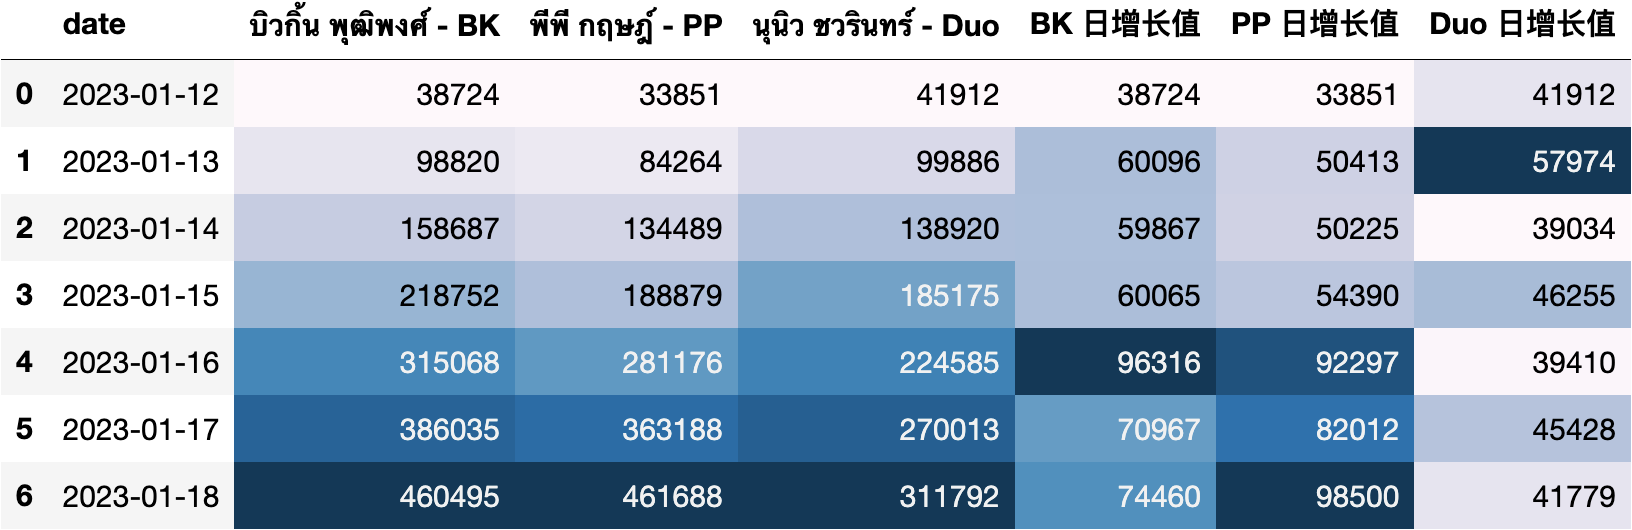 date บิวกิ้น พุฒิพงศ์ - BK พีพี กฤษฎ์ - PP นุนิว ชวรินทร์ - Duo BK 日增长值 PP 日增长值 Duo 日增长值
0 2023-01-12 38724 33851 41912 38724 33851 41912
1 2023-01-13 98820 84264 99886 60096 50413 57974
2 2023-01-14 158687 134489 138920 59867 50225 39034
3 2023-01-15 218752 188879 185175 60065 54390 46255
4 2023-01-16 315068 281176 224585 96316 92297 39410
5 2023-01-17 386035 363188 270013 70967 82012 45428
6 2023-01-18 460495 461688 311792 74460 98500 41779